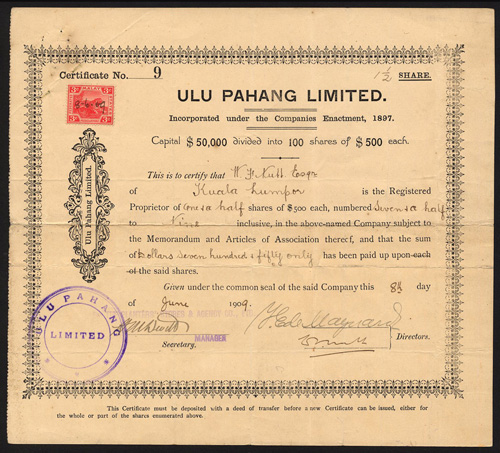 Certificate No. 9
1½ SHARE.
ULU PAHANG LIMITED.
Incorporated under the Companies Enactment, 1897.
Capital $50,000 divided into 100 shares of $500 each.
This is to certify that W. F. Nutt Esqr
of Kuala Lumpor is the Registered
Proprietor of One & a half shares of $500 each, numbered Seven & a half
to Nine inclusive, in the above-named Company subject to
the Memorandum and Articles of Association thereof, and that the sum
of Dollars Seven hundred & fifty only has been paid up upon each
of the said shares.
Given under the common seal of the said Company this 8th day
of June 1909.
Secretary.
MANAGER
Directors.
Ulu Pahang Limited.
ULU PAHANG
LIMITED
This Certificate must be deposited with a deed of transfer before a new Certificate can be issued, either for
the whole or part of the shares enumerated above.